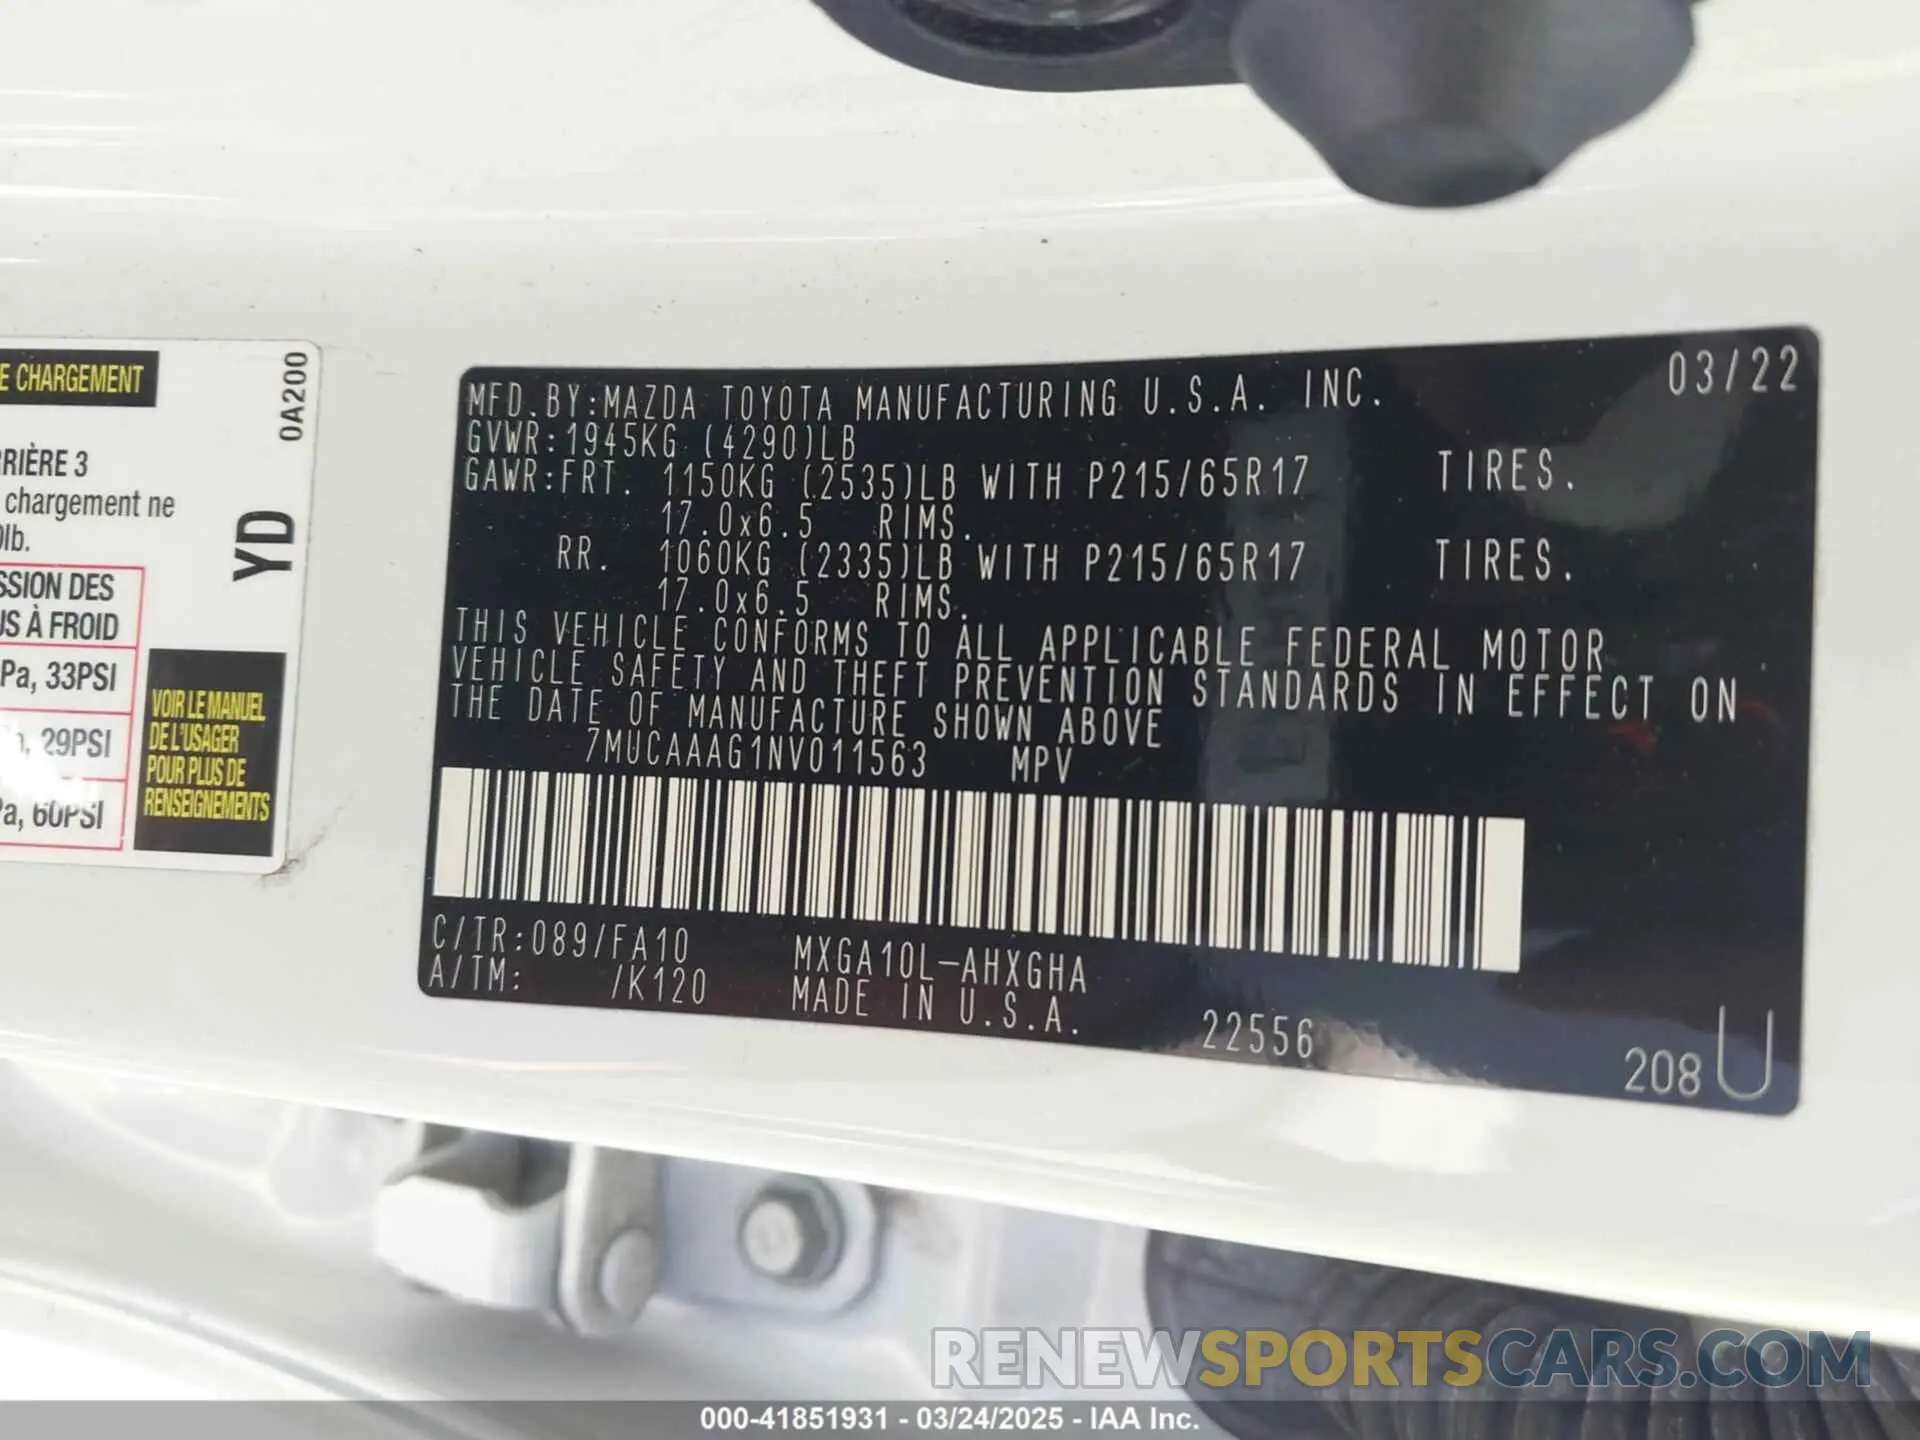 E CHARGEMENT
0A200
RRIÈRE 3
chargement ne
lb.
YD
SSION DES
US À FROID
Pa, 33PSI
29PSI
Pa, 60PSI
VOIR LE MANUEL
DE L'USAGER
POUR PLUS DE
RENSEIGNEMENTS
03/22
MFD.BY:MAZDA TOYOTA MANUFACTURING U.S.A. INC.
GVWR:1945KG (4290)LB
GAWR:FRT. 1150KG (2535)LB WITH P215/65R17 TIRES.
17.0x6.5 RIMS.
RR. 1060KG (2335)LB WITH P215/65R17 TIRES.
17.0x6.5 RIMS.
THIS VEHICLE CONFORMS TO ALL APPLICABLE FEDERAL MOTOR
VEHICLE SAFETY AND THEFT PREVENTION STANDARDS IN EFFECT ON
THE DATE OF MANUFACTURE SHOWN ABOVE
7MUCAAAG1NV011563 MPV
C/TR:089/FA10 MXGA10L-AHXGHA
A/TM: /K120 MADE IN U.S.A.
22556
208 U
RENEWSPORTSCARS.COM
000-41851931 - 03/24/2025 - IAA Inc.